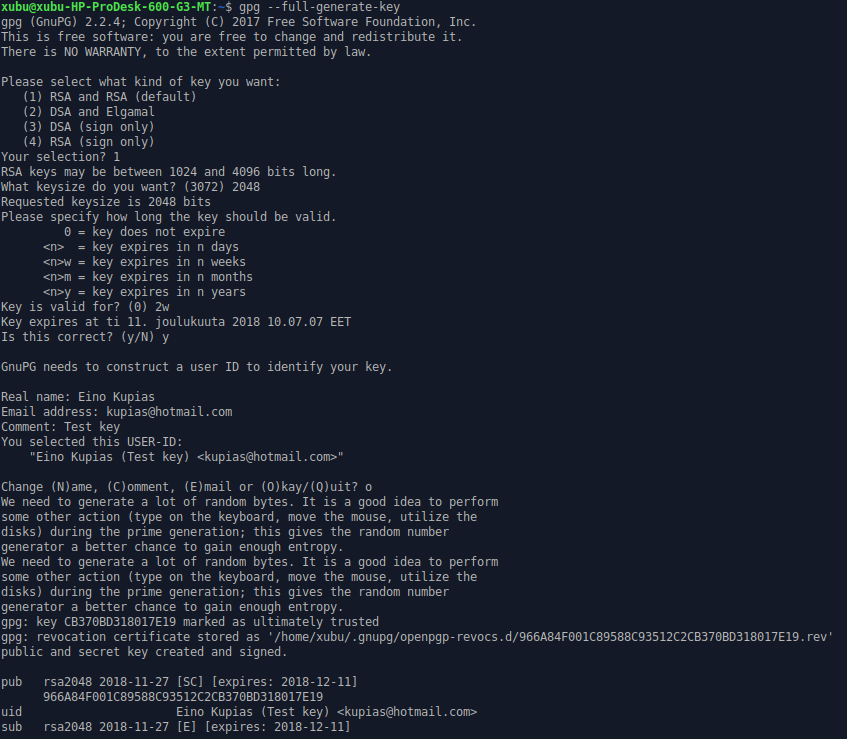 xubu@xubu-HP-ProDesk-600-G3-MT:~$ gpg --full-generate-key
gpg (GnuPG) 2.2.4; Copyright (C) 2017 Free Software Foundation, Inc.
This is free software: you are free to change and redistribute it.
There is NO WARRANTY, to the extent permitted by law.

Please select what kind of key you want:
   (1) RSA and RSA (default)
   (2) DSA and Elgamal
   (3) DSA (sign only)
   (4) RSA (sign only)
Your selection? 1
RSA keys may be between 1024 and 4096 bits long.
What keysize do you want? (3072) 2048
Requested keysize is 2048 bits
Please specify how long the key should be valid.
         0 = key does not expire
      <n>  = key expires in n days
      <n>w = key expires in n weeks
      <n>m = key expires in n months
      <n>y = key expires in n years
Key is valid for? (0) 2w
Key expires at ti 11. joulukuuta 2018 10.07.07 EET
Is this correct? (y/N) y

GnuPG needs to construct a user ID to identify your key.

Real name: Eino Kupias
Email address: kupias@hotmail.com
Comment: Test key
You selected this USER-ID:
    "Eino Kupias (Test key) <kupias@hotmail.com>"

Change (N)ame, (C)omment, (E)mail or (O)kay/(Q)uit? o
We need to generate a lot of random bytes. It is a good idea to perform
some other action (type on the keyboard, move the mouse, utilize the
disks) during the prime generation; this gives the random number
generator a better chance to gain enough entropy.
We need to generate a lot of random bytes. It is a good idea to perform
some other action (type on the keyboard, move the mouse, utilize the
disks) during the prime generation; this gives the random number
generator a better chance to gain enough entropy.
gpg: key CB370BD318017E19 marked as ultimately trusted
gpg: revocation certificate stored as '/home/xubu/.gnupg/openpgp-revocs.d/966A84F001C89588C93512C2CB370BD318017E19.rev'
public and secret key created and signed.

pub   rsa2048 2018-11-27 [SC] [expires: 2018-12-11]
      966A84F001C89588C93512C2CB370BD318017E19
uid                      Eino Kupias (Test key) <kupias@hotmail.com>
sub   rsa2048 2018-11-27 [E] [expires: 2018-12-11]